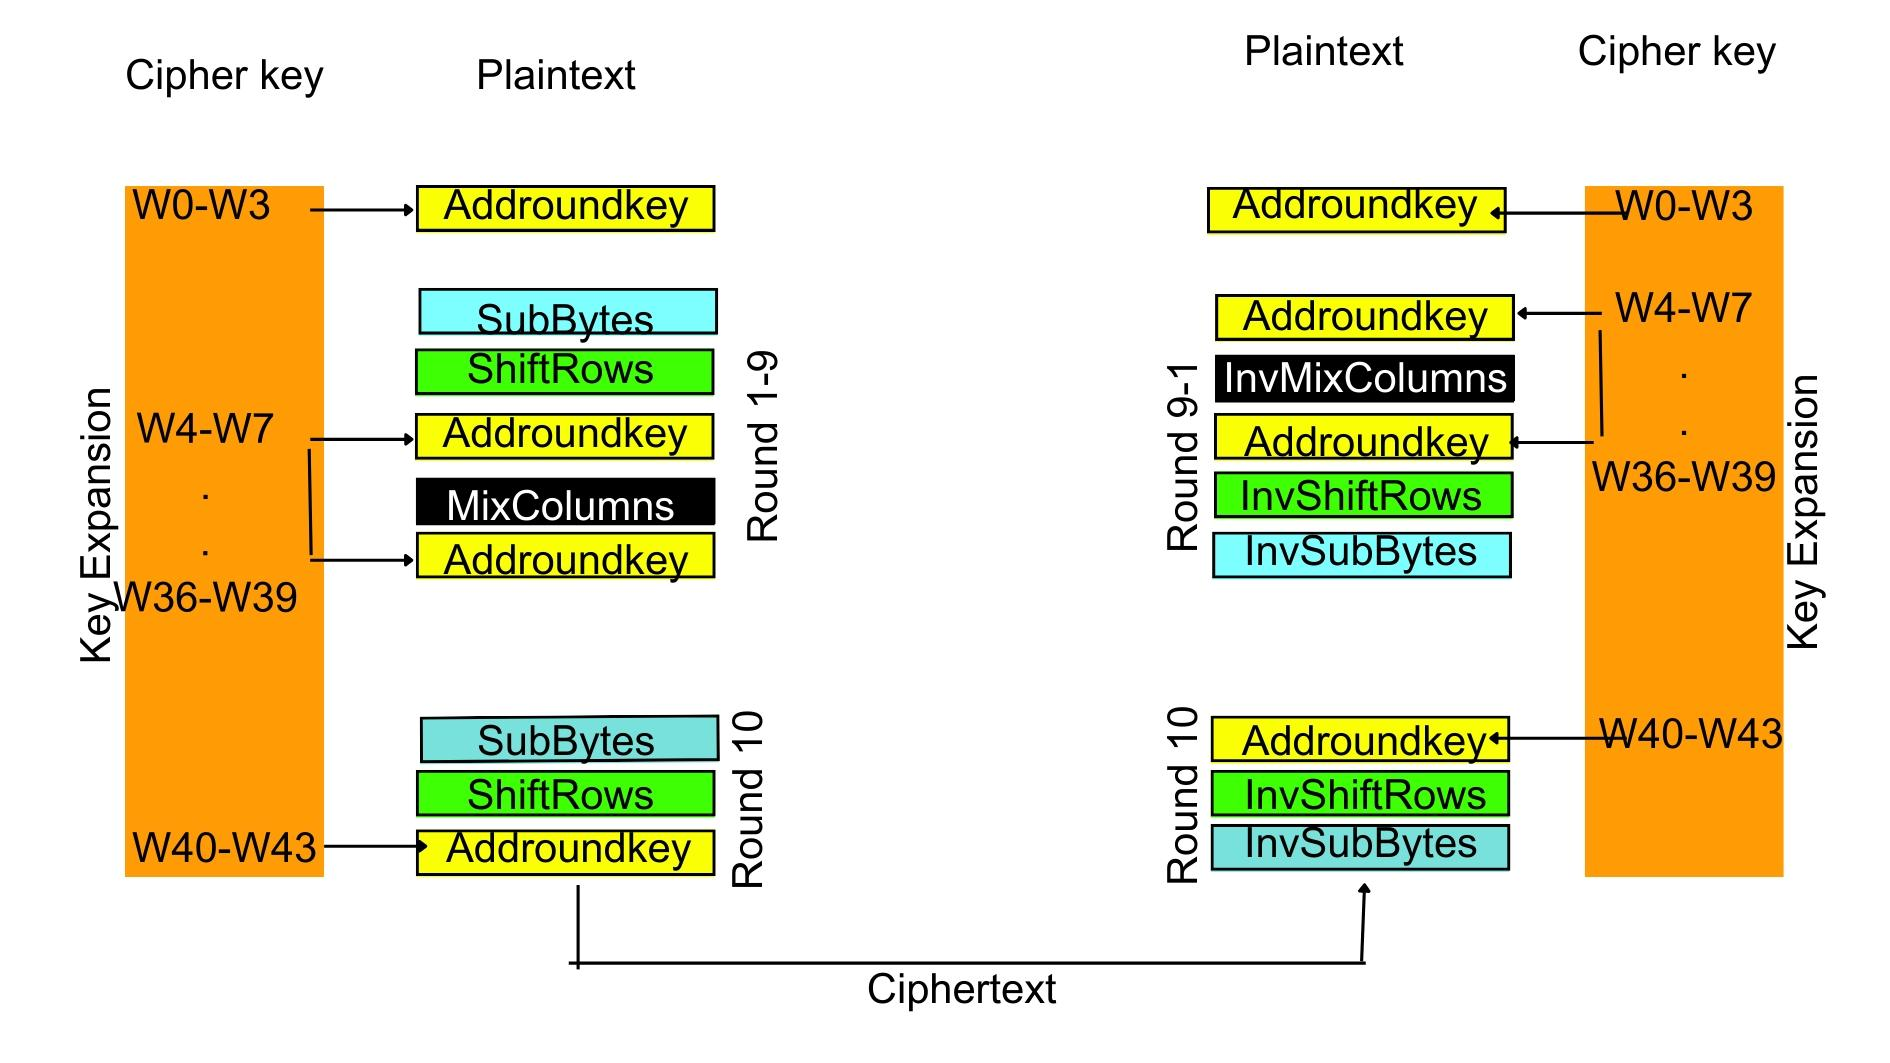 Cipher key
Plaintext
W0-W3
Addroundkey
SubBytes
ShiftRows
W4-W7
Addroundkey
.
MixColumns
.
Addroundkey
W36-W39
Key Expansion
Round 1-9
SubBytes
ShiftRows
W40-W43
Addroundkey
Round 10
Plaintext
Cipher key
Addroundkey
W0-W3
Addroundkey
W4-W7
InvMixColumns
.
Addroundkey
.
W36-W39
InvShiftRows
InvSubBytes
Round 9-1
Key Expansion
Addroundkey
W40-W43
InvShiftRows
InvSubBytes
Round 10
Ciphertext